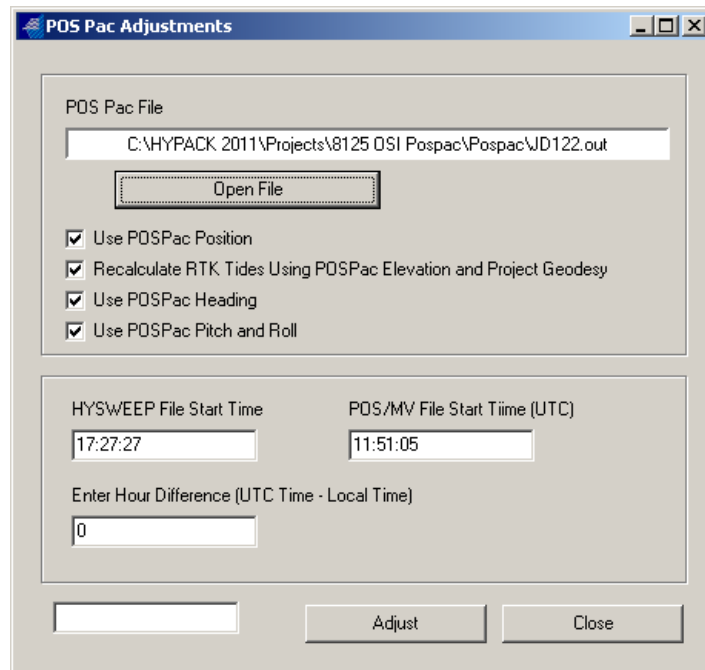 POS Pac Adjustments
POS Pac File
C:\HYPACK 2011\Projects\8125 OSI Pospac\Pospac\JD122.out
Open File
Use POSPac Position
Recalculate RTK Tides Using POSPac Elevation and Project Geodesy
Use POSPac Heading
Use POSPac Pitch and Roll
HYSWEEP File Start Time
POS/MV File Start Tiime (UTC)
17:27:27
11:51:05
Enter Hour Difference (UTC Time - Local Time)
0
Adjust
Close